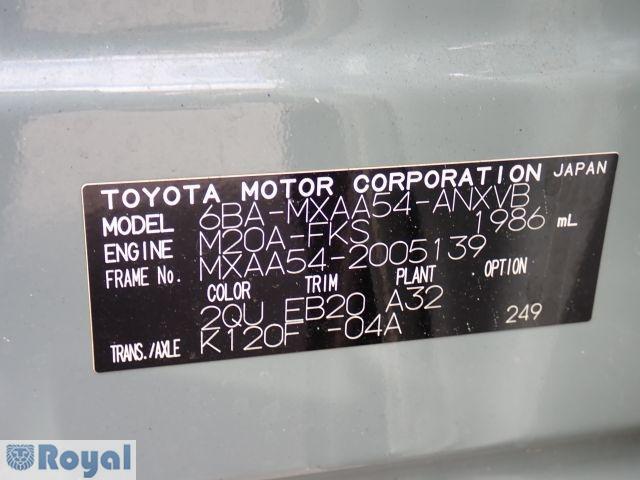 TOYOTA MOTOR CORPORATION JAPAN
MODEL 6BA-MXAA54-ANXVB
ENGINE M20A-FKS 1986 mL
FRAME No. MXAA54-2005139
COLOR TRIM PLANT OPTION
2QU EB20 A32
TRANS./AXLE K120F -04A 249
Royal